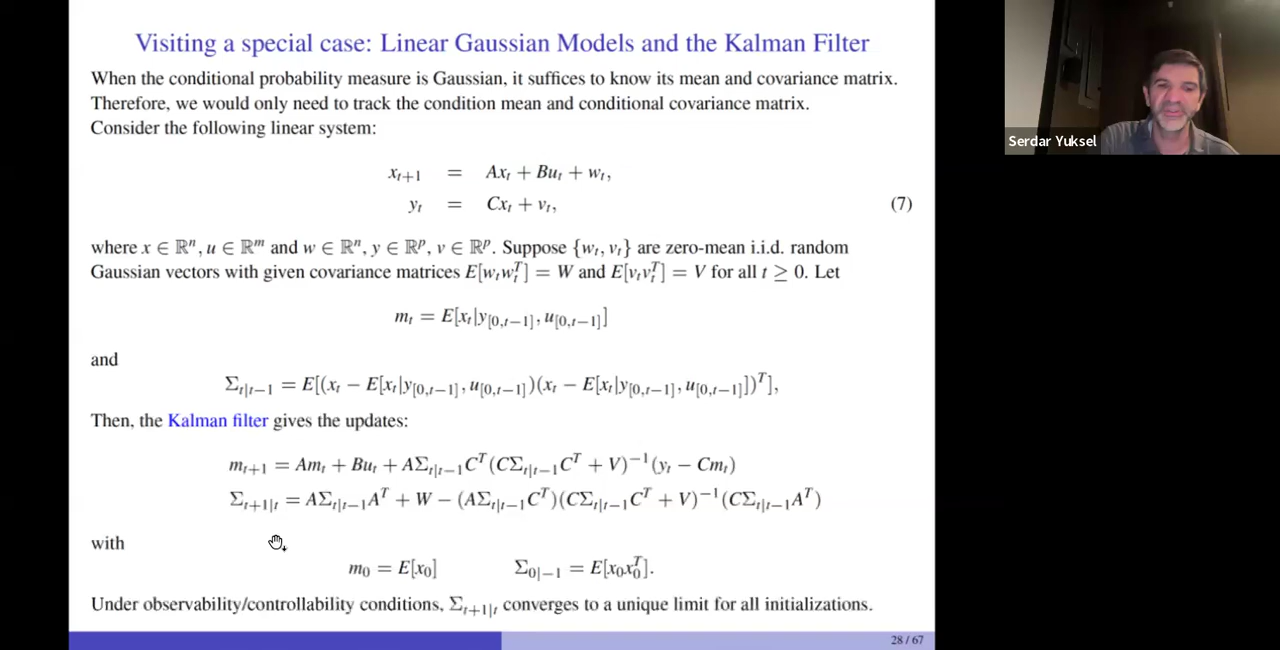 Visiting a special case: Linear Gaussian Models and the Kalman Filter
Serdar Yuksel
When the conditional probability measure is Gaussian, it suffices to know its mean and covariance matrix.
Therefore, we would only need to track the condition mean and conditional covariance matrix.
Consider the following linear system:
x_{t+1} = Ax_t + Bu_t + w_t,
y_t = Cx_t + v_t, (7)
where x ∈ ℝ^n, u ∈ ℝ^m and w ∈ ℝ^n, y ∈ ℝ^p, v ∈ ℝ^p. Suppose {w_t, v_t} are zero-mean i.i.d. random
Gaussian vectors with given covariance matrices E[w_t w_t^T] = W and E[v_t v_t^T] = V for all t ≥ 0. Let
m_t = E[x_t|y_{[0,t−1]}, u_{[0,t−1]}]
and
Σ_{t|t−1} = E[(x_t − E[x_t|y_{[0,t−1]}, u_{[0,t−1]})(x_t − E[x_t|y_{[0,t−1]}, u_{[0,t−1]}])^T],
Then, the Kalman filter gives the updates:
m_{t+1} = Am_t + Bu_t + AΣ_{t|t−1}C^T(CΣ_{t|t−1}C^T + V)^{−1}(y_t − Cm_t)
Σ_{t+1|t} = AΣ_{t|t−1}A^T + W − (AΣ_{t|t−1}C^T)(CΣ_{t|t−1}C^T + V)^{−1}(CΣ_{t|t−1}A^T)
with
m_0 = E[x_0] Σ_{0|−1} = E[x_0 x_0^T].
Under observability/controllability conditions, Σ_{t+1|t} converges to a unique limit for all initializations.
28 / 67